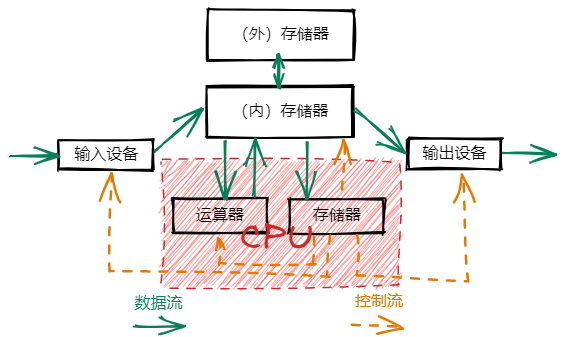 （外）存储器
（内）存储器
输入设备
输出设备
运算器
存储器
CPU
数据流
控制流